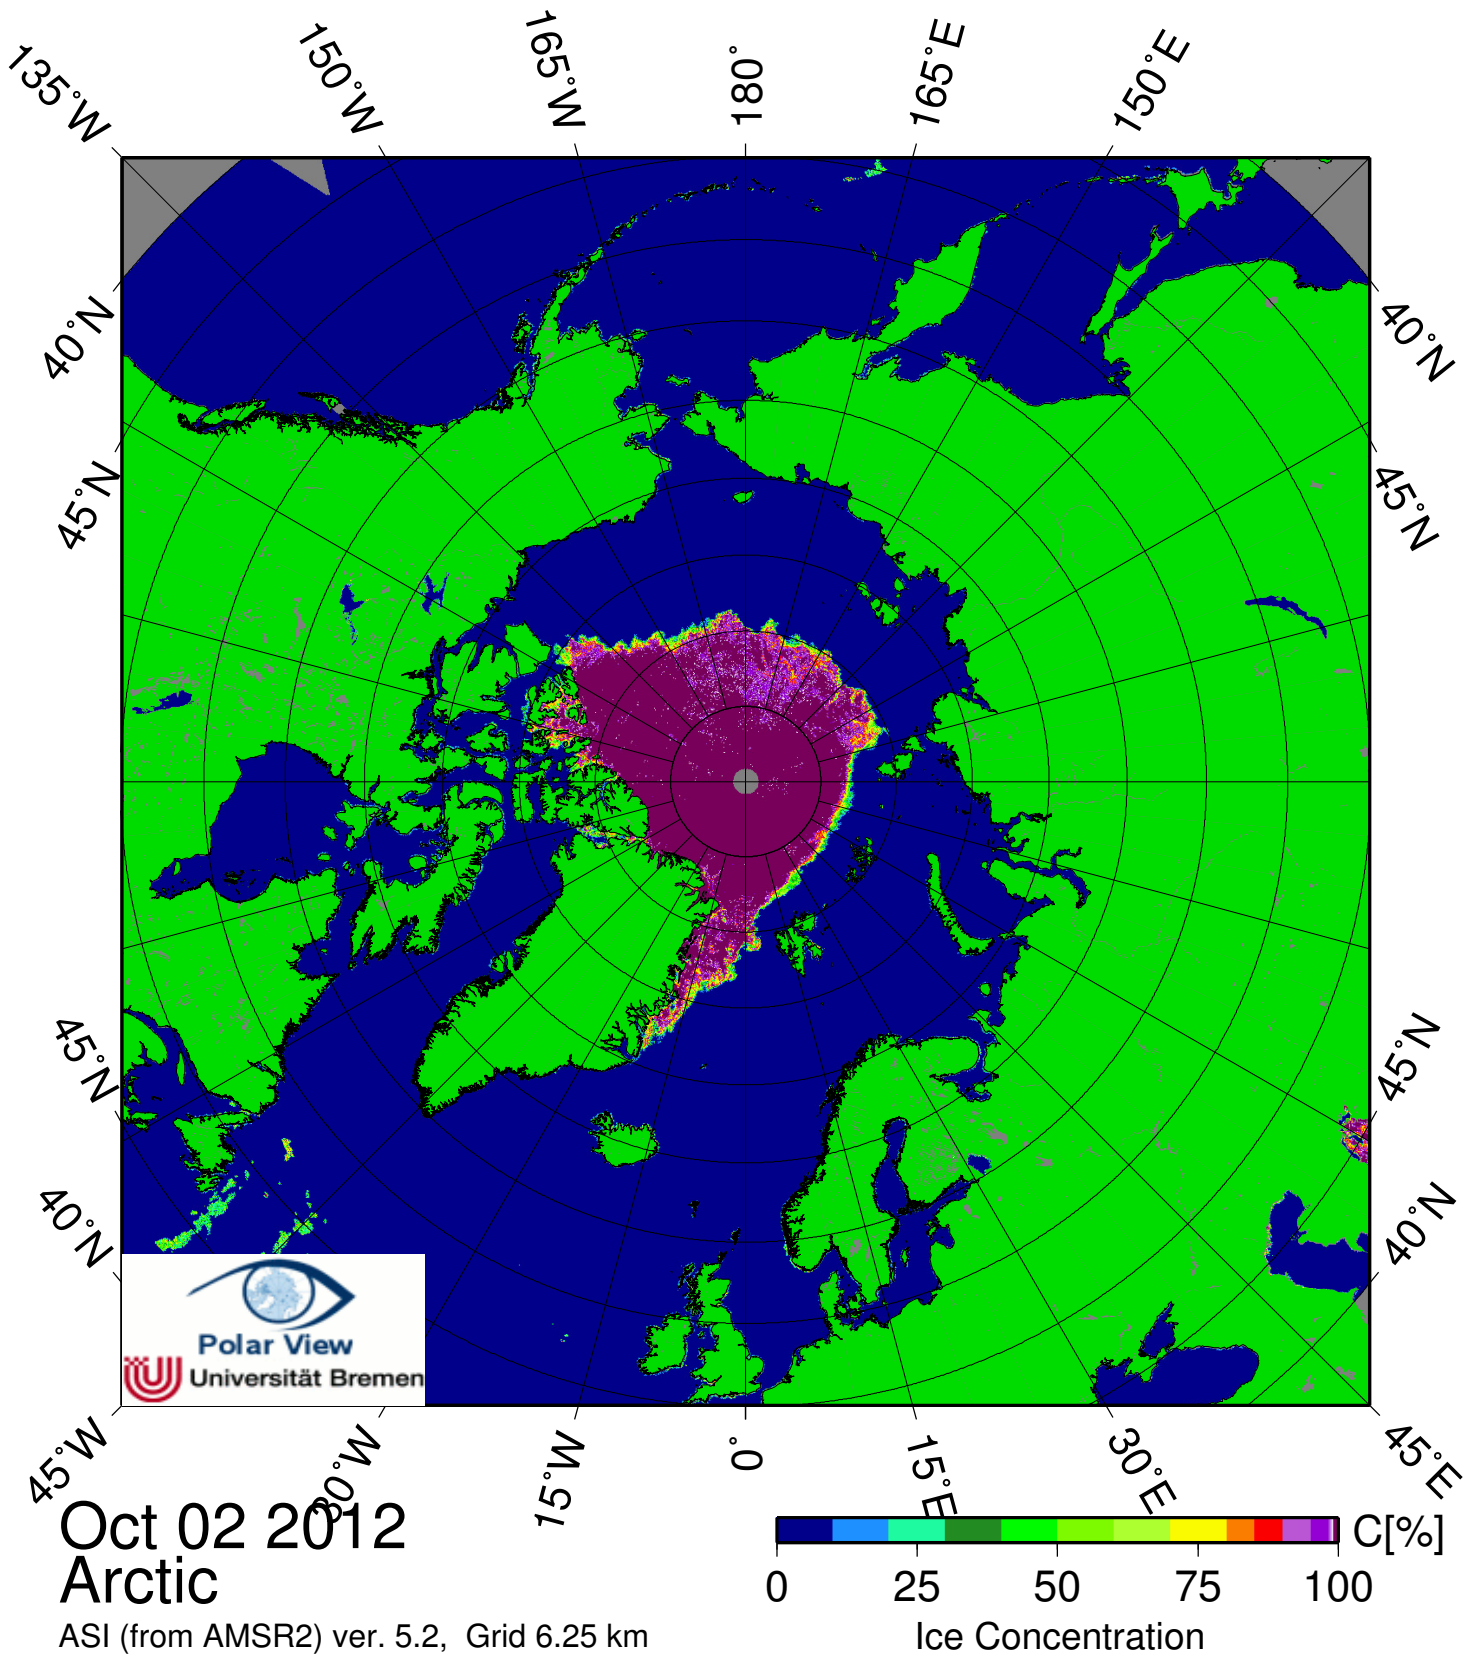 135°W
150°W
165°W
180°
165°E
150°E
40°N
40°N
45°N
45°N
45°N
45°N
40°N
40°N
Polar View
Universität Bremen
45°W
30°W
15°W
0°
15°E
30°E
45°E
Oct 02 2012
Arctic
ASI (from AMSR2) ver. 5.2, Grid 6.25 km
C[%]
0 25 50 75 100
Ice Concentration